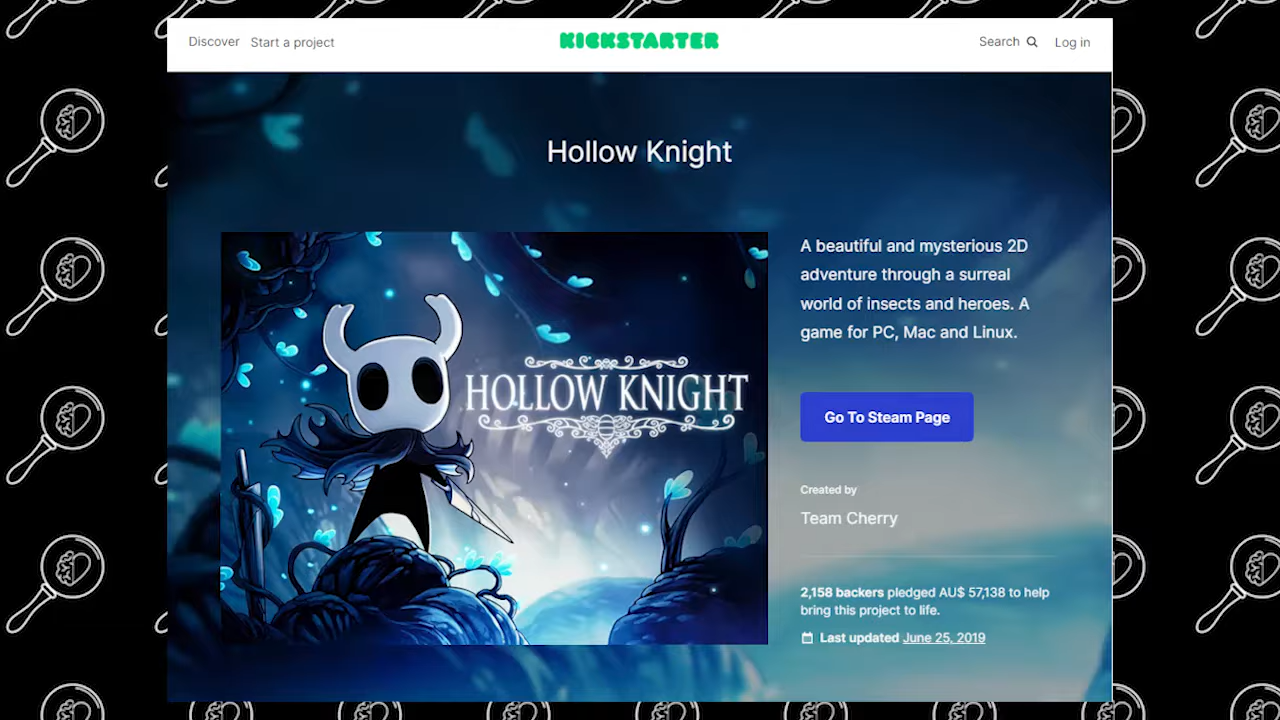 Discover Start a project KICKSTARTER Search Log in
Hollow Knight
HOLLOW KNIGHT
A beautiful and mysterious 2D
adventure through a surreal
world of insects and heroes. A
game for PC, Mac and Linux.
Go To Steam Page
Created by
Team Cherry
2,158 backers pledged AU$ 57,138 to help
bring this project to life.
Last updated June 25, 2019